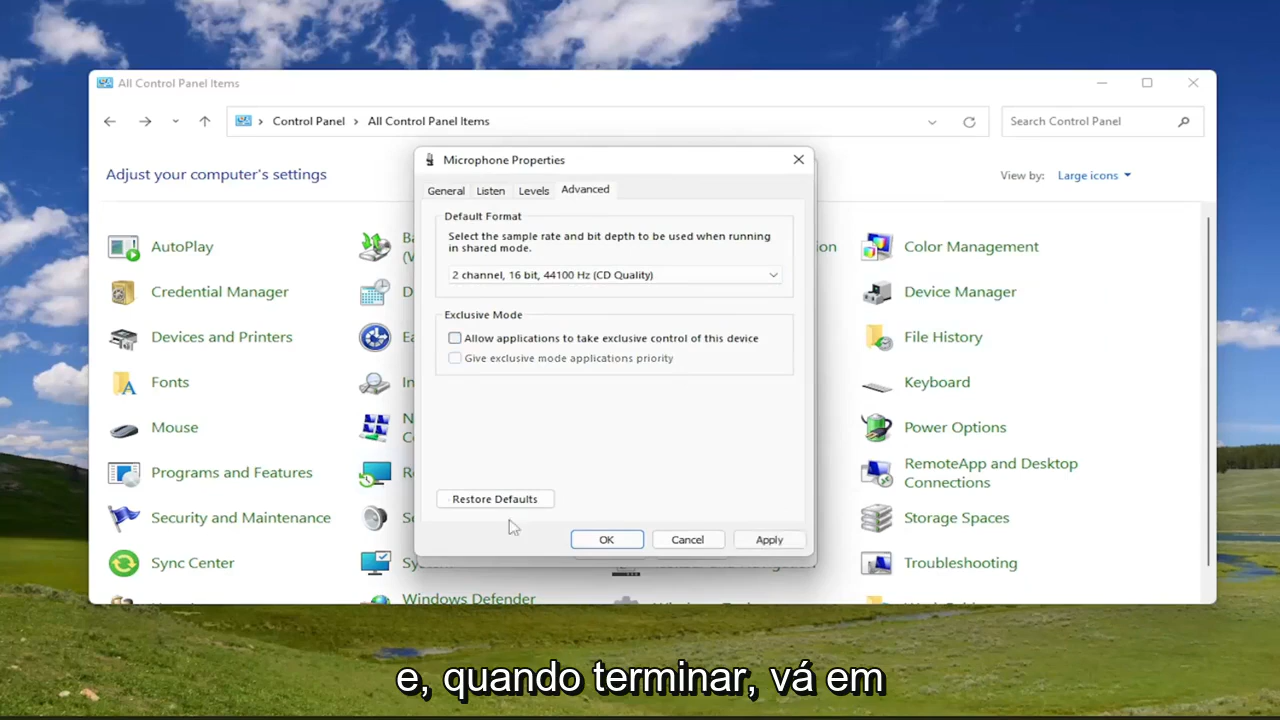 All Control Panel Items
Control Panel
All Control Panel Items
Search Control Panel
Adjust your computer's settings
View by:
Large icons
Microphone Properties
General
Listen
Levels
Advanced
Default Format
Select the sample rate and bit depth to be used when running
in shared mode.
2 channel, 16 bit, 44100 Hz (CD Quality)
Exclusive Mode
Allow applications to take exclusive control of this device
Give exclusive mode applications priority
Restore Defaults
OK
Cancel
Apply
AutoPlay
Color Management
Credential Manager
Device Manager
Devices and Printers
File History
Fonts
Keyboard
Mouse
Power Options
Programs and Features
RemoteApp and Desktop
Connections
Security and Maintenance
Storage Spaces
Sync Center
Troubleshooting
Windows Defender
e, quando terminar, vá em